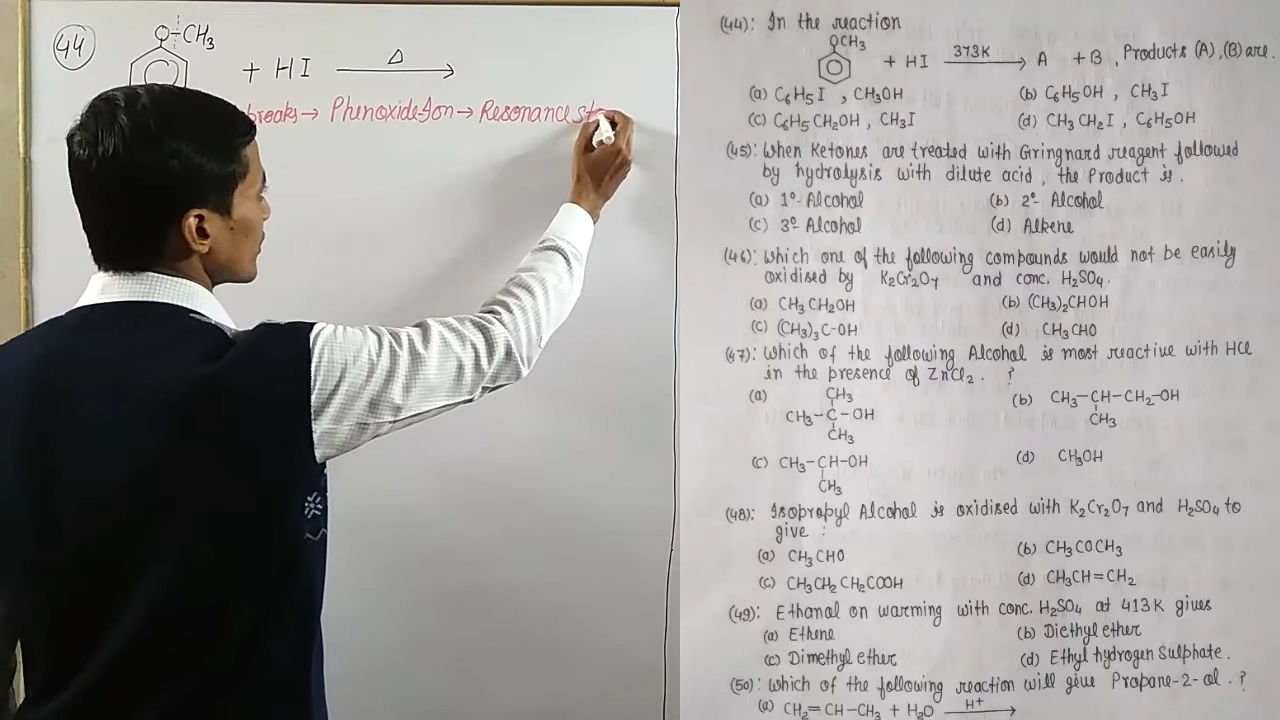 44
O-CH3
+ HI Δ
breaks → Phenoxide Ion → Resonance st
(44): In the reaction
OCH3
+ HI 373K A + B , Products (A),(B) are.
(a) C6H5I , CH3OH (b) C6H5OH , CH3I
(c) C6H5CH2OH , CH3I (d) CH3CH2I , C6H5OH
(45): When Ketones are treated with Gringnard reagent followed
by hydrolysis with dilute acid, the Product is.
(a) 1°- Alcohol (b) 2°- Alcohol
(c) 3°- Alcohol (d) Alkene
(46): which one of the following compounds would not be easily
oxidised by K2Cr2O7 and conc. H2SO4.
(a) CH3CH2OH (b) (CH3)2CHOH
(c) (CH3)3C-OH (d) CH3CHO
(47): Which of the following Alcohol is most reactive with HCl
in the presence of ZnCl2. ?
(a) CH3
CH3-C-OH (b) CH3-CH-CH2-OH
CH3 CH3
(c) CH3-CH-OH (d) CH3OH
CH3
(48): Isopropyl Alcohol is oxidised with K2Cr2O7 and H2SO4 to
give :
(a) CH3CHO (b) CH3COCH3
(c) CH3CH2CH2COOH (d) CH3CH=CH2
(49): Ethanol on warming with conc. H2SO4 at 413K gives
(a) Ethene (b) Diethyl ether
(c) Dimethyl ether (d) Ethyl hydrogen sulphate.
(50): Which of the following reaction will give Propane-2-ol. ?
(a) CH2=CH-CH3 + H2O H+